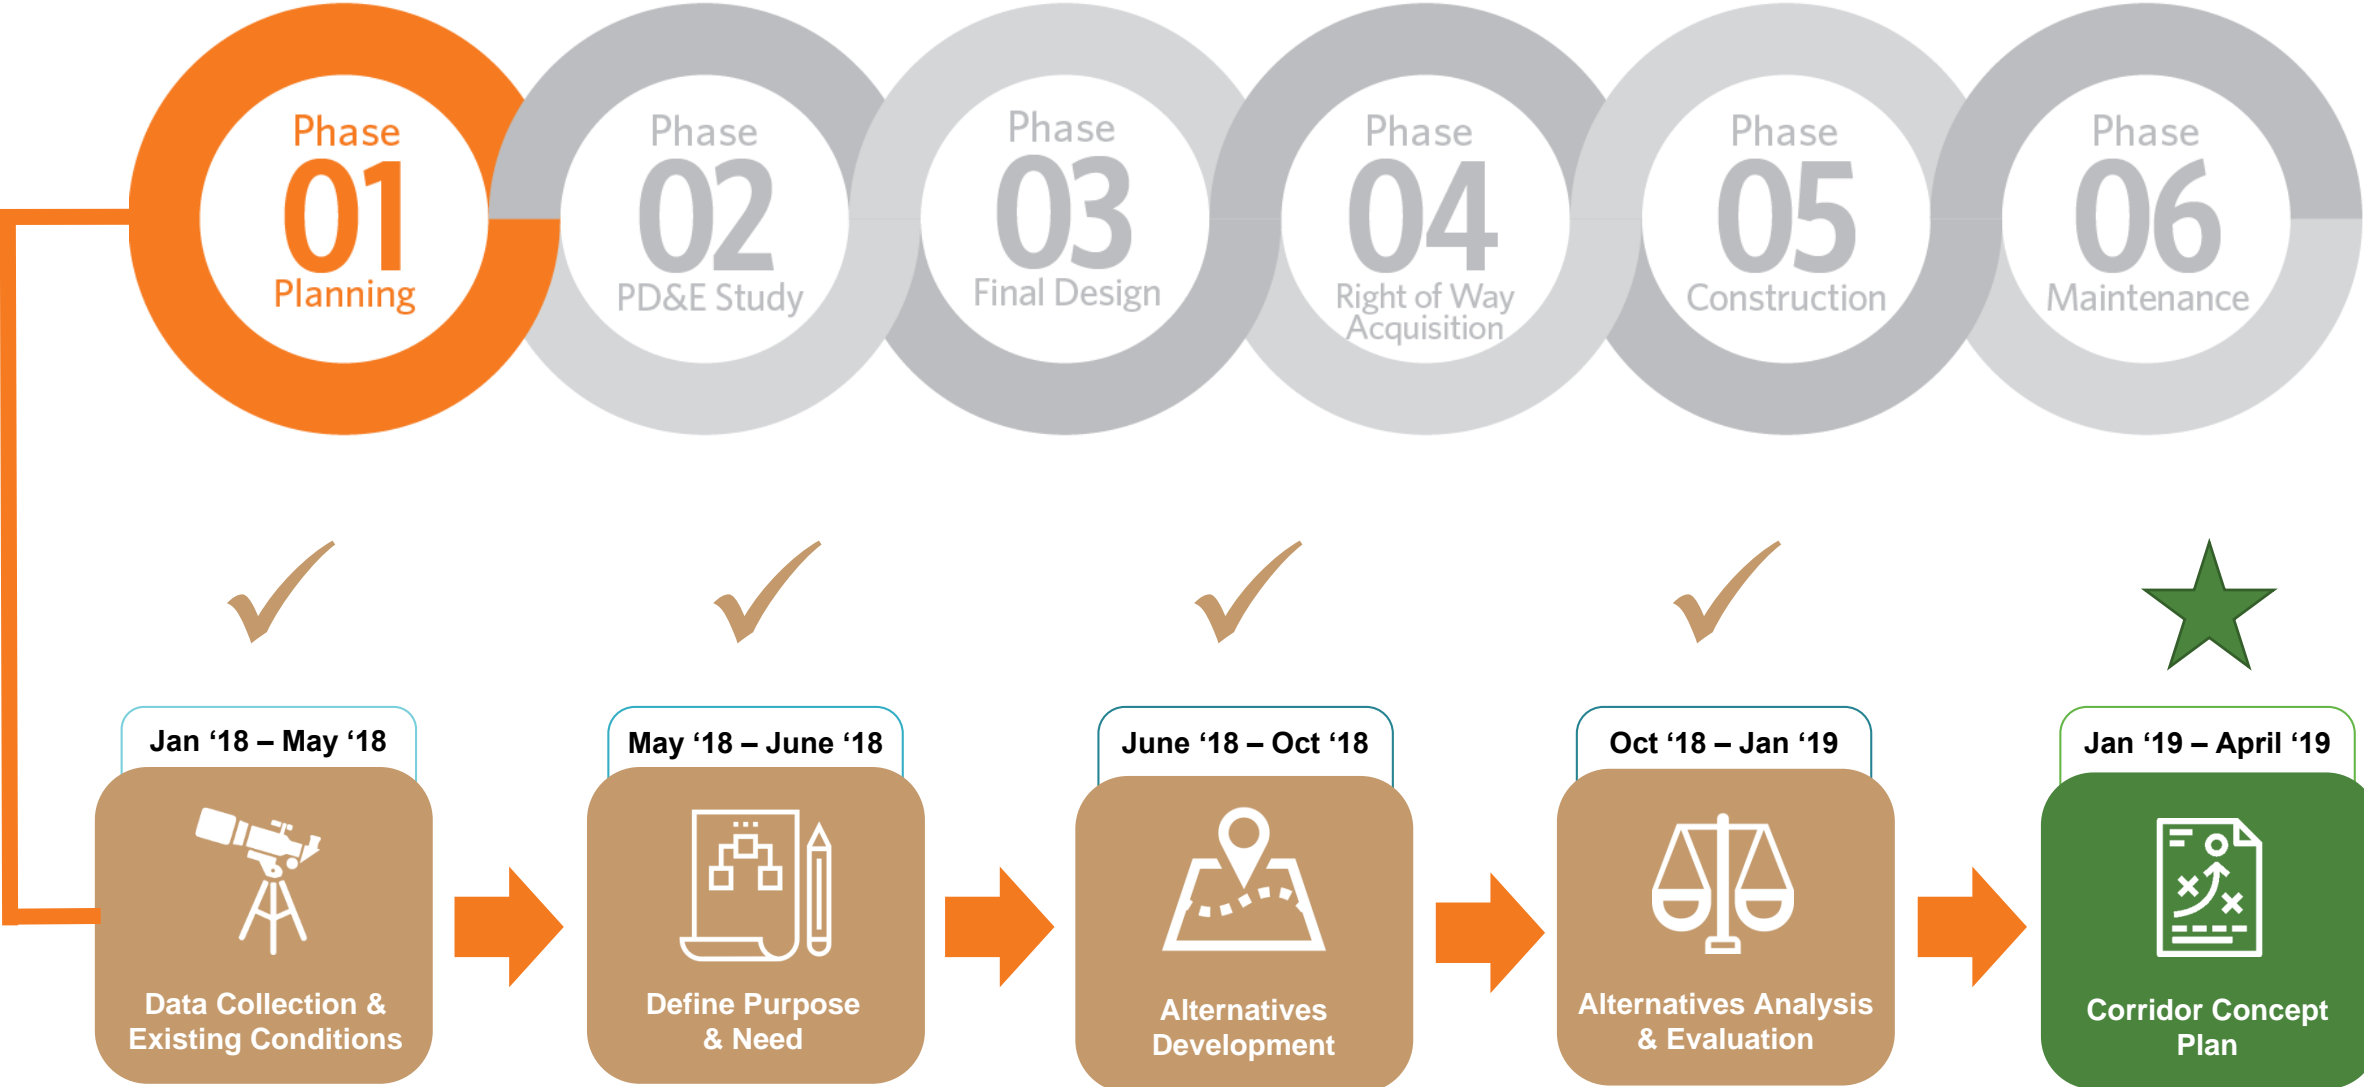 Phase
01
Planning
Phase
02
PD&E Study
Phase
03
Final Design
Phase
04
Right of Way
Acquisition
Phase
05
Construction
Phase
06
Maintenance
Jan ‘18 – May ‘18
Data Collection &
Existing Conditions
May ‘18 – June ‘18
Define Purpose
& Need
June ‘18 – Oct ‘18
Alternatives
Development
Oct ‘18 – Jan ‘19
Alternatives Analysis
& Evaluation
Jan ‘19 – April ‘19
Corridor Concept
Plan